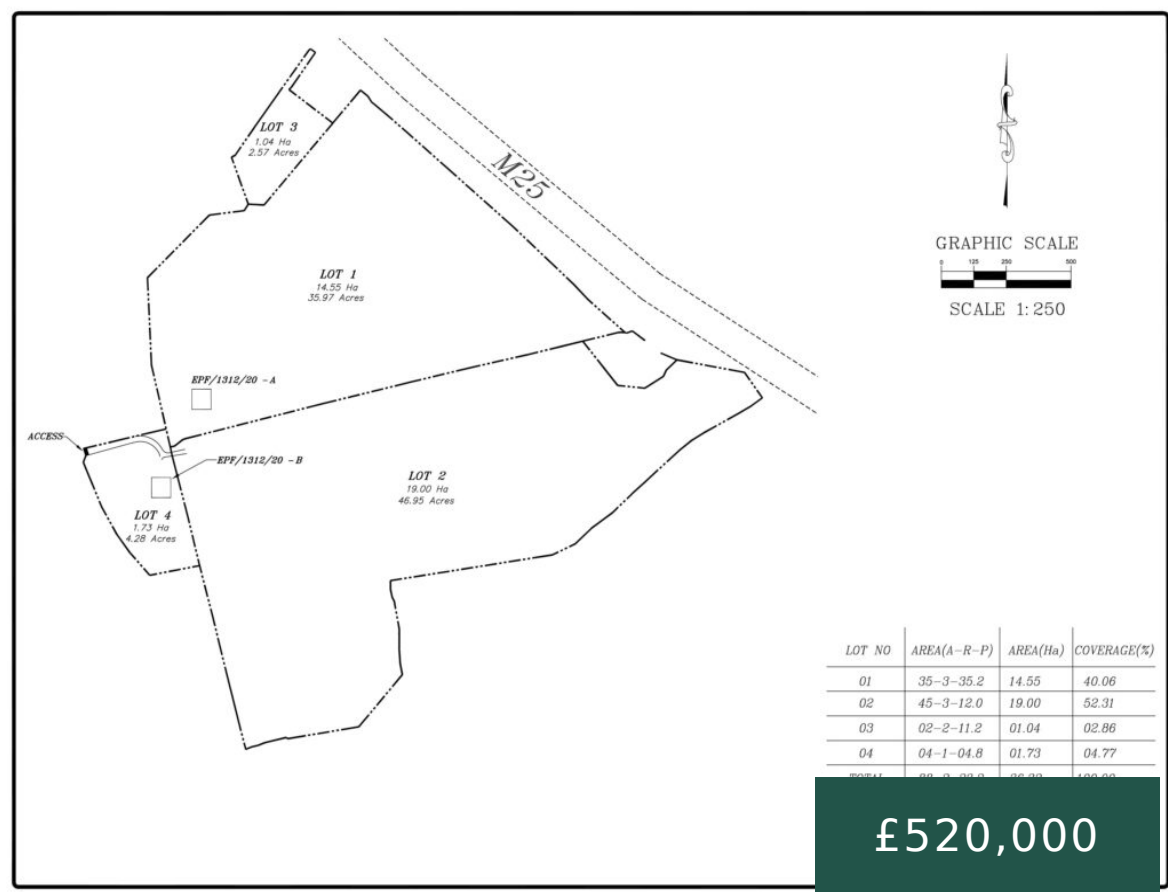 LOT 3
1.04 Ha
2.57 Acres
M25
GRAPHIC SCALE
0 125 250 500
SCALE 1:250
LOT 1
14.55 Ha
35.97 Acres
EPF/1312/20 -A
ACCESS
EPF/1312/20 -B
LOT 2
19.00 Ha
46.95 Acres
LOT 4
1.73 Ha
4.28 Acres
LOT NO AREA(A-R-P) AREA(Ha) COVERAGE(%)
01 35-3-35.2 14.55 40.06
02 45-3-12.0 19.00 52.31
03 02-2-11.2 01.04 02.86
04 04-1-04.8 01.73 04.77
TOTAL
£520,000